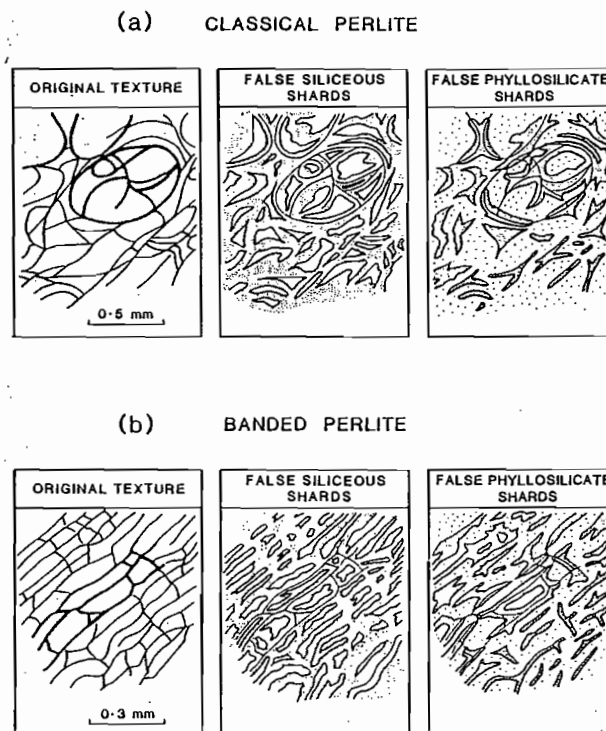 (a) CLASSICAL PERLITE
ORIGINAL TEXTURE
FALSE SILICEOUS
SHARDS
FALSE PHYLLOSILICATE
SHARDS
0·5 mm
(b) BANDED PERLITE
ORIGINAL TEXTURE
FALSE SILICEOUS
SHARDS
FALSE PHYLLOSILICATE
SHARDS
0·3 mm